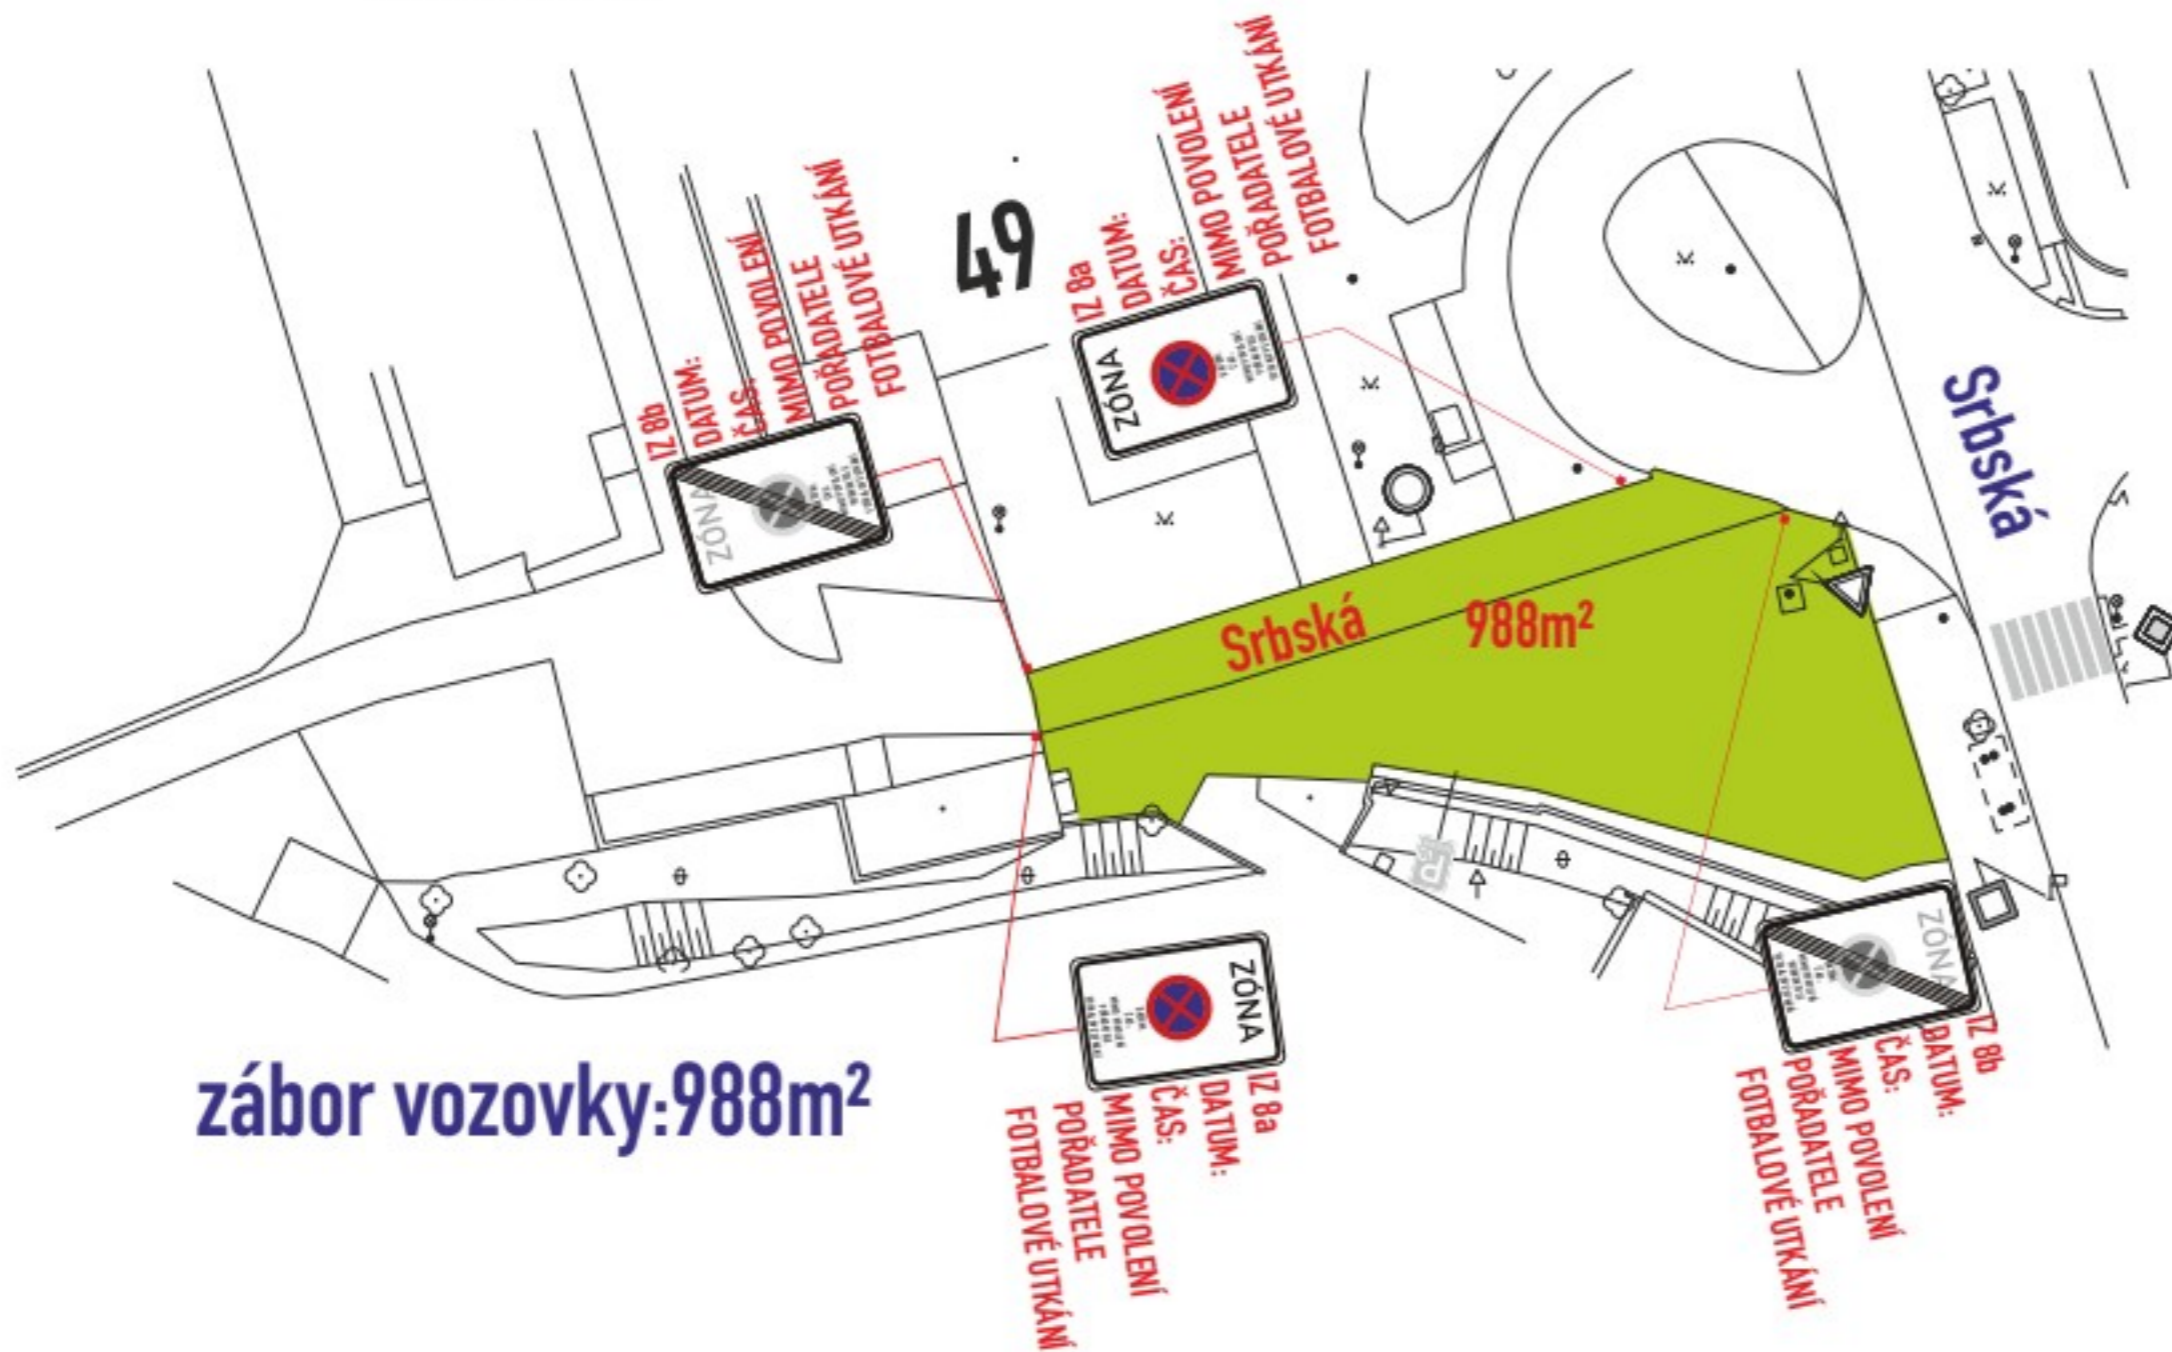 49
IZ 8b
DATUM:
ČAS:
MIMO POVOLENÍ
POŘADATELE
FOTBALOVÉ UTKÁNÍ
ZÓNA
IZ 8a
DATUM:
ČAS:
MIMO POVOLENÍ
POŘADATELE
FOTBALOVÉ UTKÁNÍ
ZÓNA
Srbská
Srbská
988m²
ZÓNA
IZ 8a
DATUM:
ČAS:
MIMO POVOLENÍ
POŘADATELE
FOTBALOVÉ UTKÁNÍ
ZÓNA
IZ 8b
DATUM:
ČAS:
MIMO POVOLENÍ
POŘADATELE
FOTBALOVÉ UTKÁNÍ
zábor vozovky:988m²